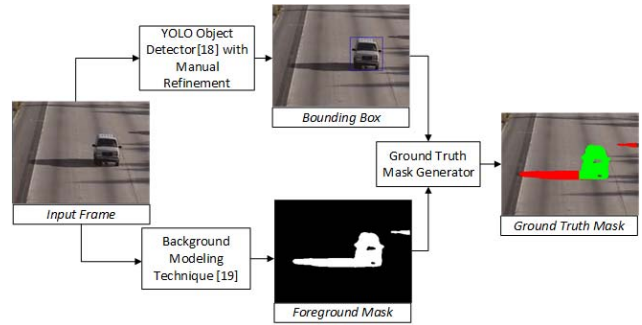 YOLO Object
Detector[18] with
Manual
Refinement
Bounding Box
Input Frame
Ground Truth
Mask Generator
Ground Truth Mask
Background
Modeling
Technique [19]
Foreground Mask